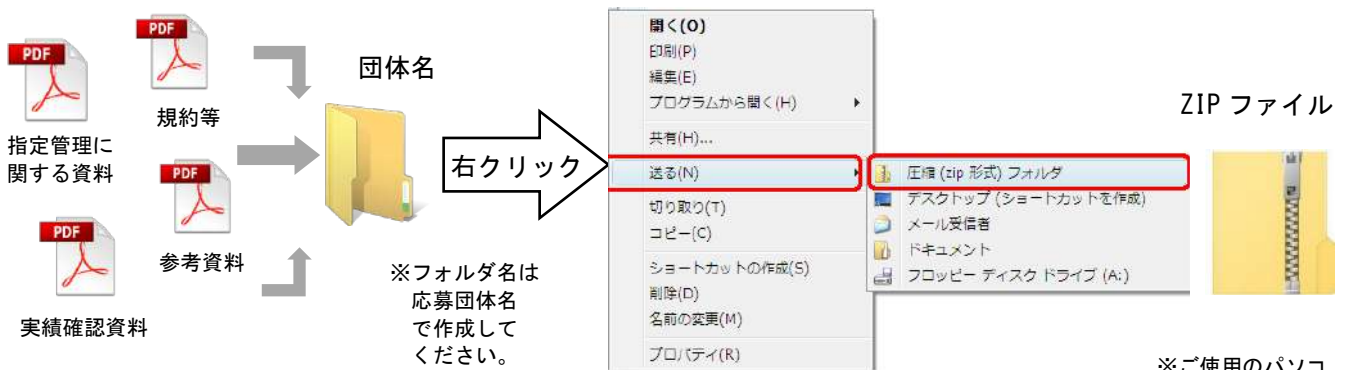 PDF
指定管理に
関する資料
PDF
規約等
PDF
参考資料
PDF
実績確認資料
団体名
※フォルダ名は
応募団体名
で作成して
ください。
右クリック
開く(O)
印刷(P)
編集(E)
プログラムから開く(H)
共有(H)...
送る(N)
切り取り(T)
コピー(C)
ショートカットの作成(S)
削除(D)
名前の変更(M)
プロパティ(R)
圧縮 (zip 形式) フォルダ
デスクトップ (ショートカットを作成)
メール受信者
ドキュメント
フロッピー ディスク ドライブ (A:)
ZIP ファイル
※ご使用のパソコ